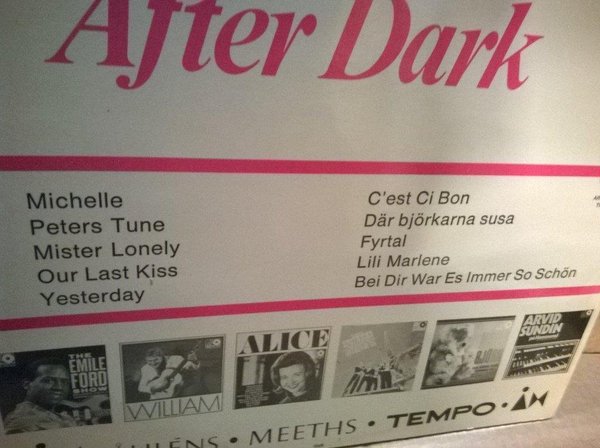 After Dark
Michelle
Peters Tune
Mister Lonely
Our Last Kiss
Yesterday
C'est Ci Bon
Där björkarna susa
Fyrtal
Lili Marlene
Bei Dir War Es Immer So Schön
THE
EMILE
FORD
SHOW
WILLIAM
ALICE
ARVID
SUNDIN
MEETHS • TEMPO •